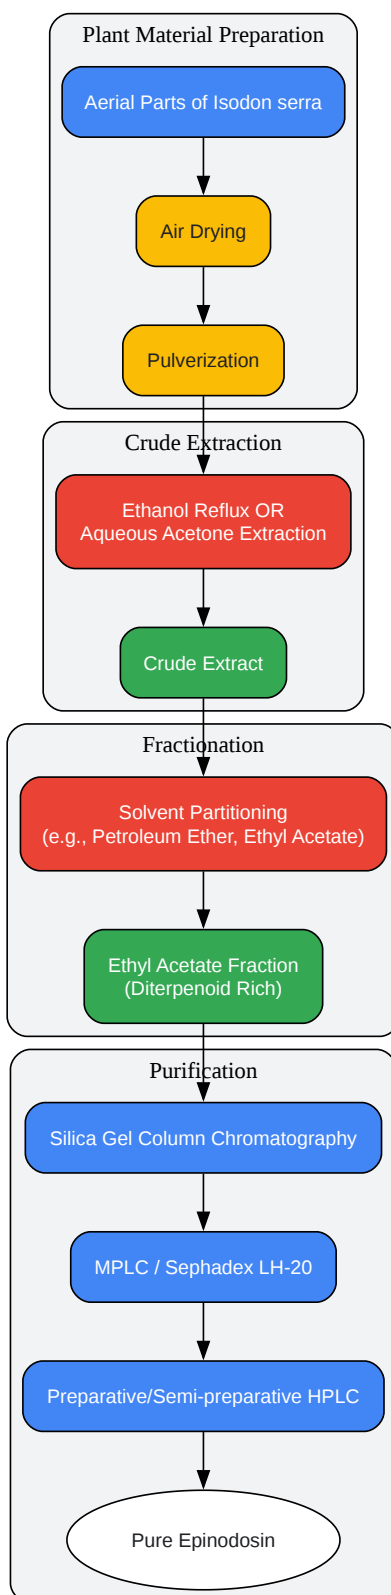 Plant Material Preparation
Aerial Parts of Isodon serra
Air Drying
Pulverization
Crude Extraction
Ethanol Reflux OR
Aqueous Acetone Extraction
Crude Extract
Fractionation
Solvent Partitioning
(e.g., Petroleum Ether, Ethyl Acetate)
Ethyl Acetate Fraction
(Diterpenoid Rich)
Purification
Silica Gel Column Chromatography
MPLC / Sephadex LH-20
Preparative/Semi-preparative HPLC
Pure Epinodosin